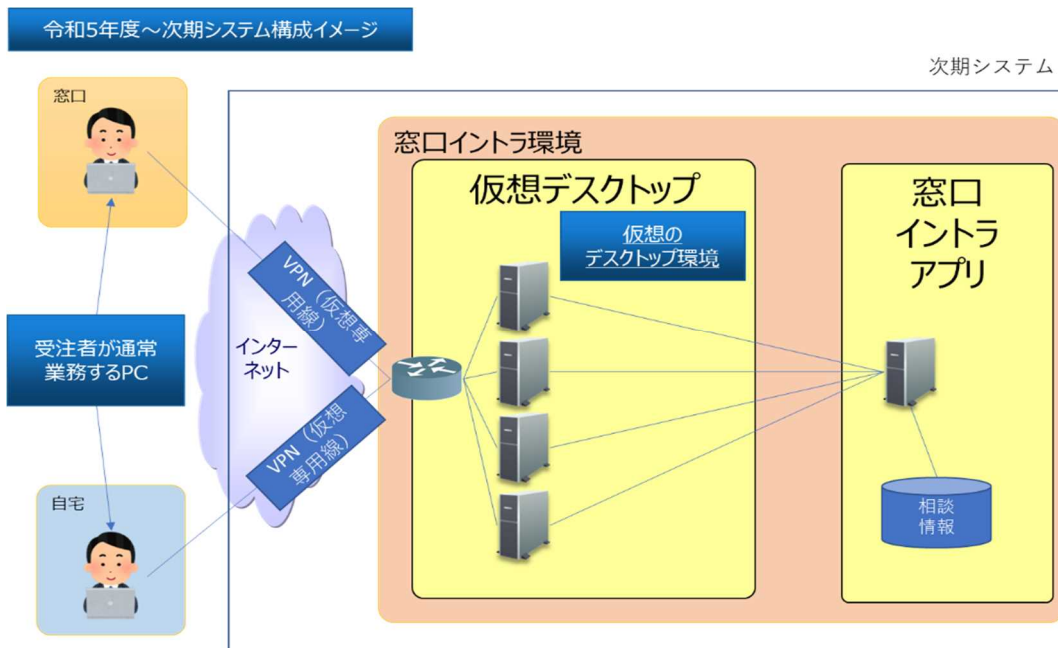 令和5年度～次期システム構成イメージ
次期システム
窓口
窓口イントラ環境
仮想デスクトップ
仮想の
デスクトップ環境
窓口
イントラ
アプリ
VPN（仮想専
用線）
インター
ネット
受注者が通常
業務するPC
VPN（仮想
専用線）
自宅
相談
情報